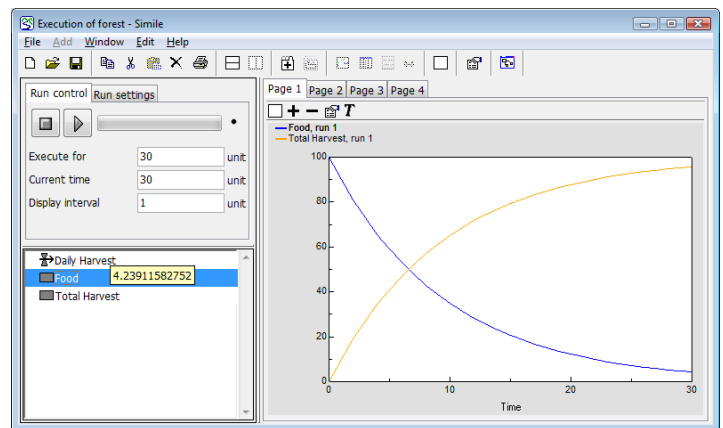 Execution of forest - Simile
File Add Window Edit Help
Run control Run settings
Execute for 30 unit
Current time 30 unit
Display interval 1 unit
Daily Harvest
Food 4.23911582752
Total Harvest
Page 1 Page 2 Page 3 Page 4
T
Food, run 1
Total Harvest, run 1
100
80
60
40
20
0
0 10 20 30
Time